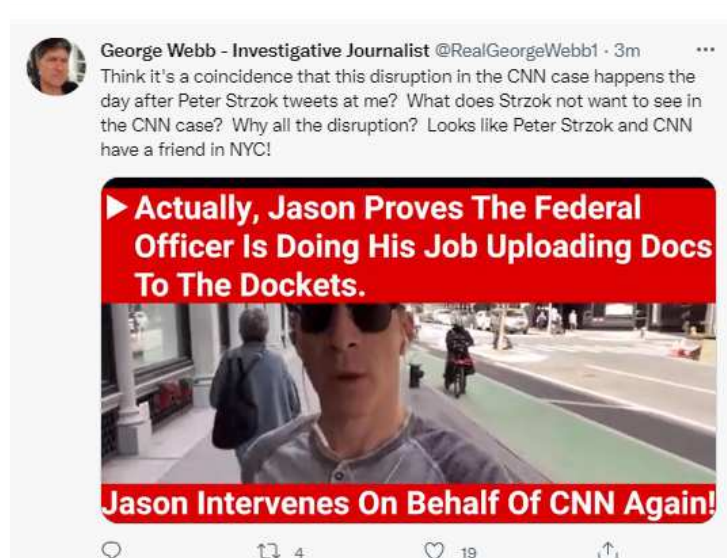 George Webb - Investigative Journalist @RealGeorgeWebb1 · 3m
Think it's a coincidence that this disruption in the CNN case happens the
day after Peter Strzok tweets at me?  What does Strzok not want to see in
the CNN case?  Why all the disruption?  Looks like Peter Strzok and CNN
have a friend in NYC!
Actually, Jason Proves The Federal
Officer Is Doing His Job Uploading Docs
To The Dockets.
Jason Intervenes On Behalf Of CNN Again!
4
19